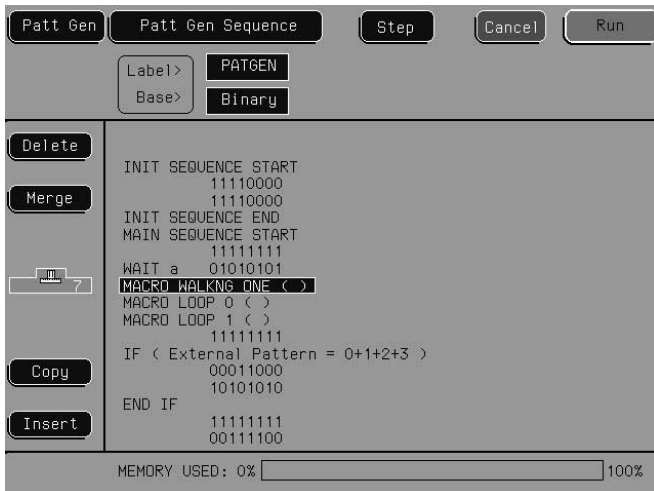 Patt Gen Patt Gen Sequence Step Cancel Run
Label> PATGEN
Base> Binary
Delete
Merge
7
Copy
Insert
INIT SEQUENCE START
11110000
11110000
INIT SEQUENCE END
MAIN SEQUENCE START
11111111
WAIT a 01010101
MACRO WALKNG ONE ( )
MACRO LOOP 0 ( )
MACRO LOOP 1 ( )
11111111
IF ( External Pattern = 0+1+2+3 )
00011000
10101010
END IF
11111111
00111100
MEMORY USED: 0% 100%